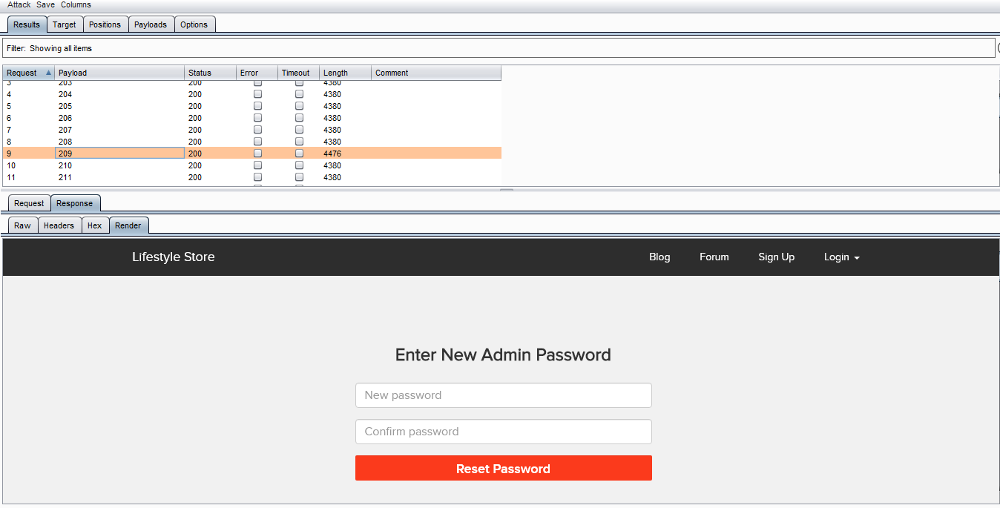 Attack Save Columns
Results Target Positions Payloads Options
Filter: Showing all items
Request Payload Status Error Timeout Length Comment
3 203 200 4380
4 204 200 4380
5 205 200 4380
6 206 200 4380
7 207 200 4380
8 208 200 4380
9 209 200 4476
10 210 200 4380
11 211 200 4380
Request Response
Raw Headers Hex Render
Lifestyle Store Blog Forum Sign Up Login
Enter New Admin Password
New password
Confirm password
Reset Password